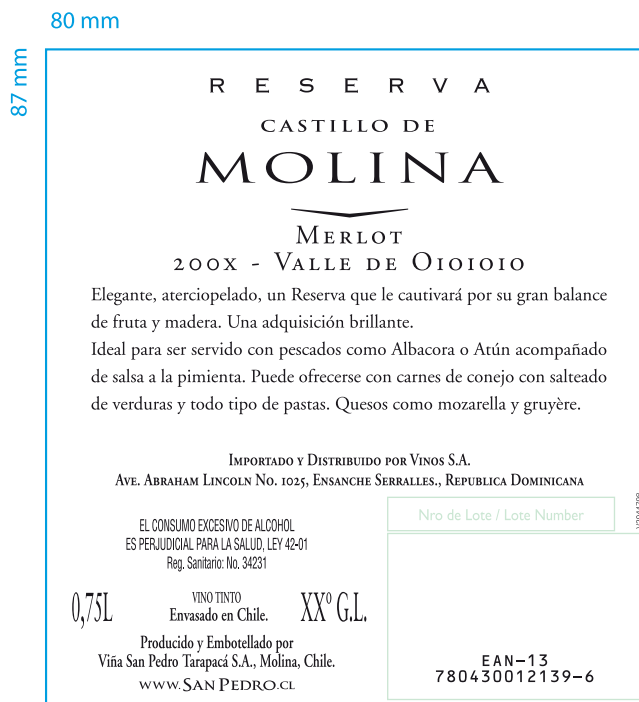 80 mm
87 mm
RESERVA
CASTILLO DE
MOLINA
MERLOT
200X - VALLE DE OIOIOIO
Elegante, aterciopelado, un Reserva que le cautivará por su gran balance
de fruta y madera. Una adquisición brillante.
Ideal para ser servido con pescados como Albacora o Atún acompañado
de salsa a la pimienta. Puede ofrecerse con carnes de conejo con salteado
de verduras y todo tipo de pastas. Quesos como mozarella y gruyère.
IMPORTADO Y DISTRIBUIDO POR VINOS S.A.
AVE. ABRAHAM LINCOLN NO. 1025, ENSANCHE SERRALLES., REPUBLICA DOMINICANA
Nro de Lote / Lote Number
EL CONSUMO EXCESIVO DE ALCOHOL
ES PERJUDICIAL PARA LA SALUD, LEY 42-01
Reg. Sanitario: No. 34231
0,75L
VINO TINTO
Envasado en Chile.
XXº G.L.
Producido y Embotellado por
Viña San Pedro Tarapacá S.A., Molina, Chile.
WWW.SAN PEDRO.CL
EAN-13
780430012139-6